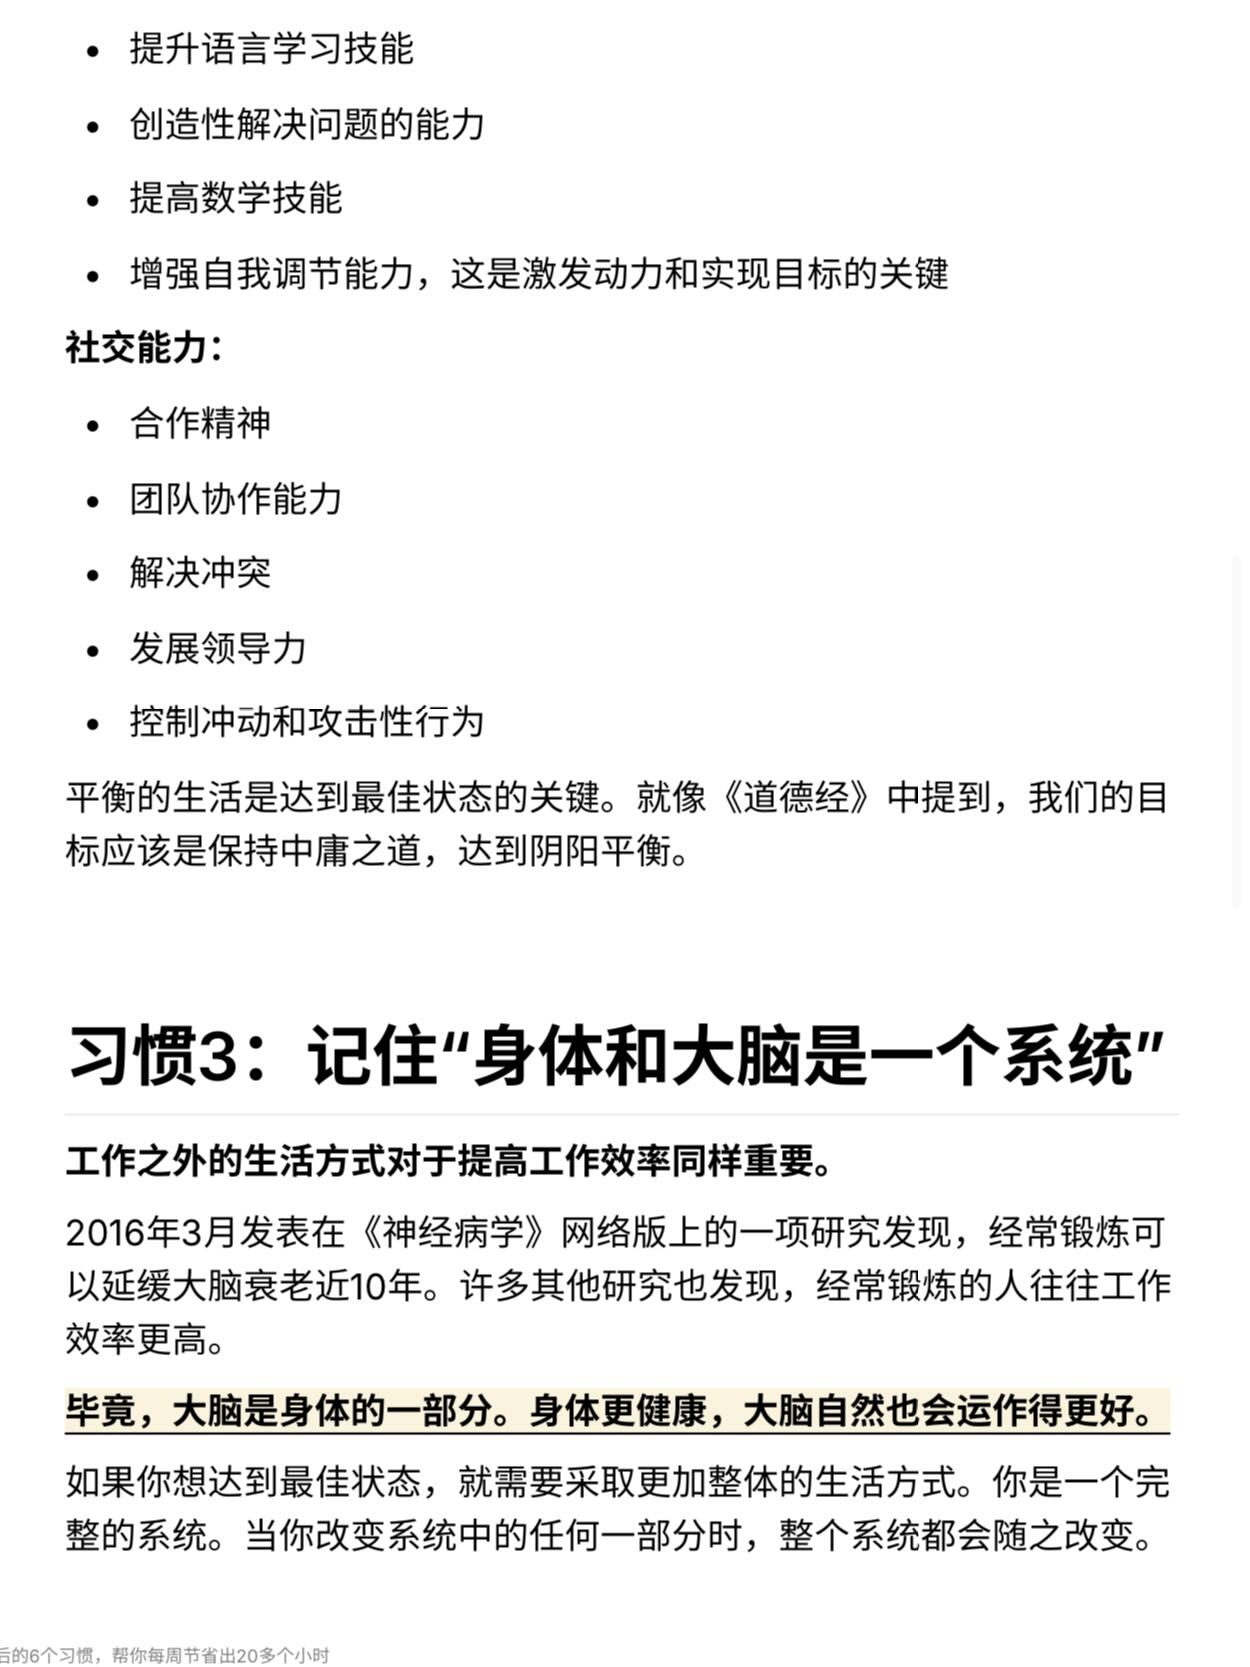 • 提升语言学习技能
• 创造性解决问题的能力
• 提高数学技能
• 增强自我调节能力，这是激发动力和实现目标的关键
社交能力：
• 合作精神
• 团队协作能力
• 解决冲突
• 发展领导力
• 控制冲动和攻击性行为
平衡的生活是达到最佳状态的关键。就像《道德经》中提到，我们的目
标应该是保持中庸之道，达到阴阳平衡。
习惯3：记住“身体和大脑是一个系统”
工作之外的生活方式对于提高工作效率同样重要。
2016年3月发表在《神经病学》网络版上的一项研究发现，经常锻炼可
以延缓大脑衰老近10年。许多其他研究也发现，经常锻炼的人往往工作
效率更高。
毕竟，大脑是身体的一部分。身体更健康，大脑自然也会运作得更好。
如果你想达到最佳状态，就需要采取更加整体的生活方式。你是一个完
整的系统。当你改变系统中的任何一部分时，整个系统都会随之改变。
后的6个习惯，帮你每周节省出20多个小时